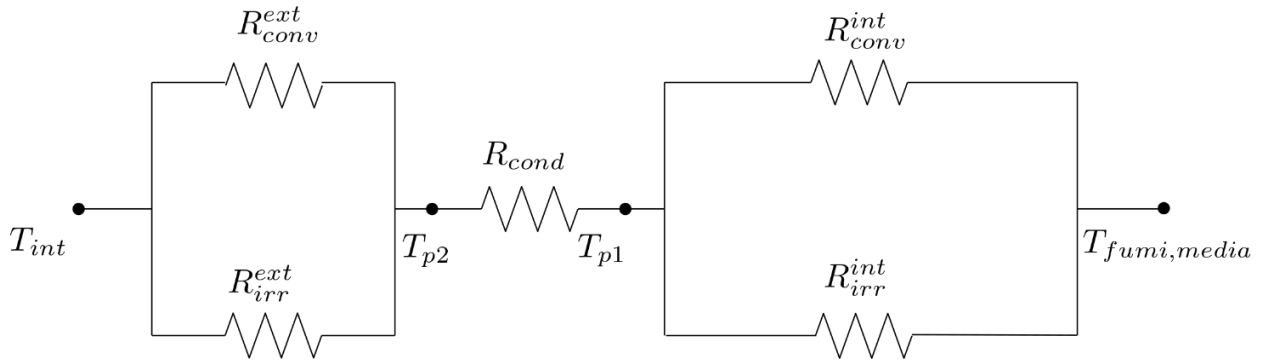 R_{conv}^{ext}
R_{conv}^{int}
R_{cond}
T_{int}
T_{p2}
T_{p1}
T_{fumi,media}
R_{irr}^{ext}
R_{irr}^{int}